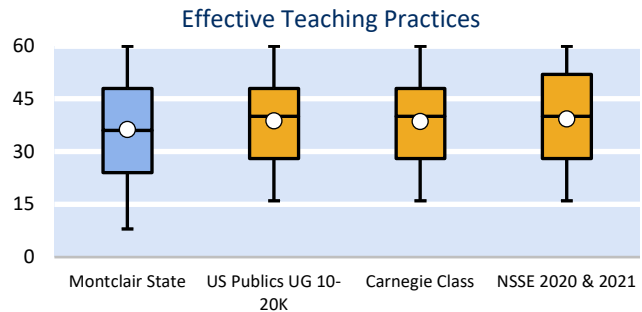 Effective Teaching Practices
60
45
30
15
0
Montclair State
US Publics UG 10-
20K
Carnegie Class
NSSE 2020 & 2021